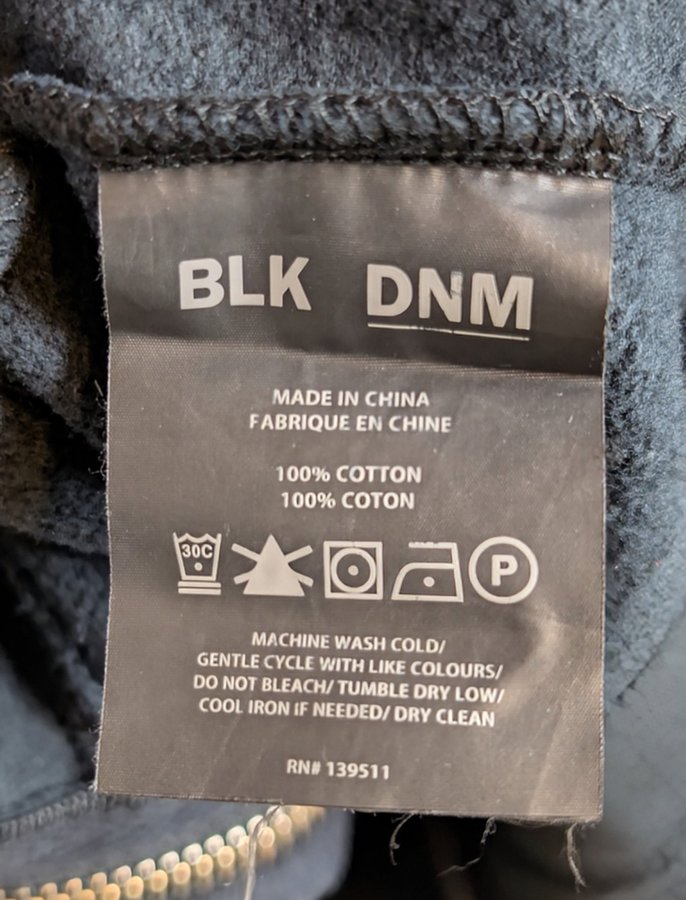 BLK DNM
MADE IN CHINA
FABRIQUE EN CHINE
100% COTTON
100% COTON
30C P
MACHINE WASH COLD/
GENTLE CYCLE WITH LIKE COLOURS/
DO NOT BLEACH/ TUMBLE DRY LOW/
COOL IRON IF NEEDED/ DRY CLEAN
RN# 139511